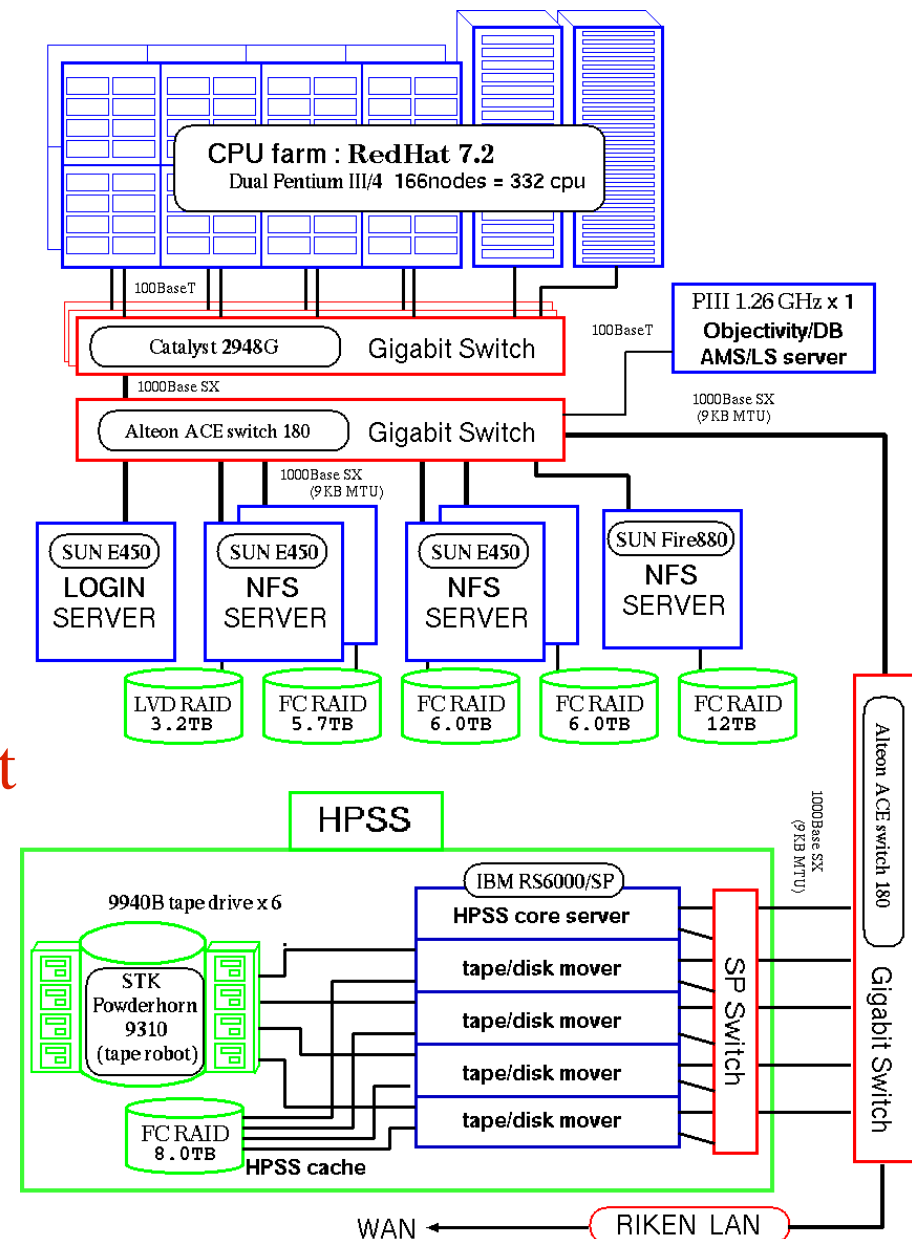 CPU farm : RedHat 7.2
Dual Pentium III/4 166nodes = 332 cpu
100BaseT
PIII 1.26 GHz x 1
Objectivity/DB
AMS/LS server
100BaseT
Catalyst 2948G
Gigabit Switch
1000Base SX
1000Base SX
(9KB MTU)
Alteon ACE switch 180
Gigabit Switch
1000Base SX
(9KB MTU)
SUN E450
LOGIN
SERVER
SUN E450
NFS
SERVER
SUN E450
NFS
SERVER
SUN Fire880
NFS
SERVER
LVD RAID
3.2TB
FC RAID
5.7TB
FC RAID
6.0TB
FC RAID
6.0TB
FC RAID
12TB
t
Alteon ACE switch 180
Gigabit Switch
1000Base SX
(9KB MTU)
HPSS
9940B tape drive x 6
STK
Powderhorn
9310
(tape robot)
IBM RS6000/SP
HPSS core server
tape/disk mover
tape/disk mover
tape/disk mover
tape/disk mover
SP Switch
FC RAID
8.0TB
HPSS cache
WAN
RIKEN LAN